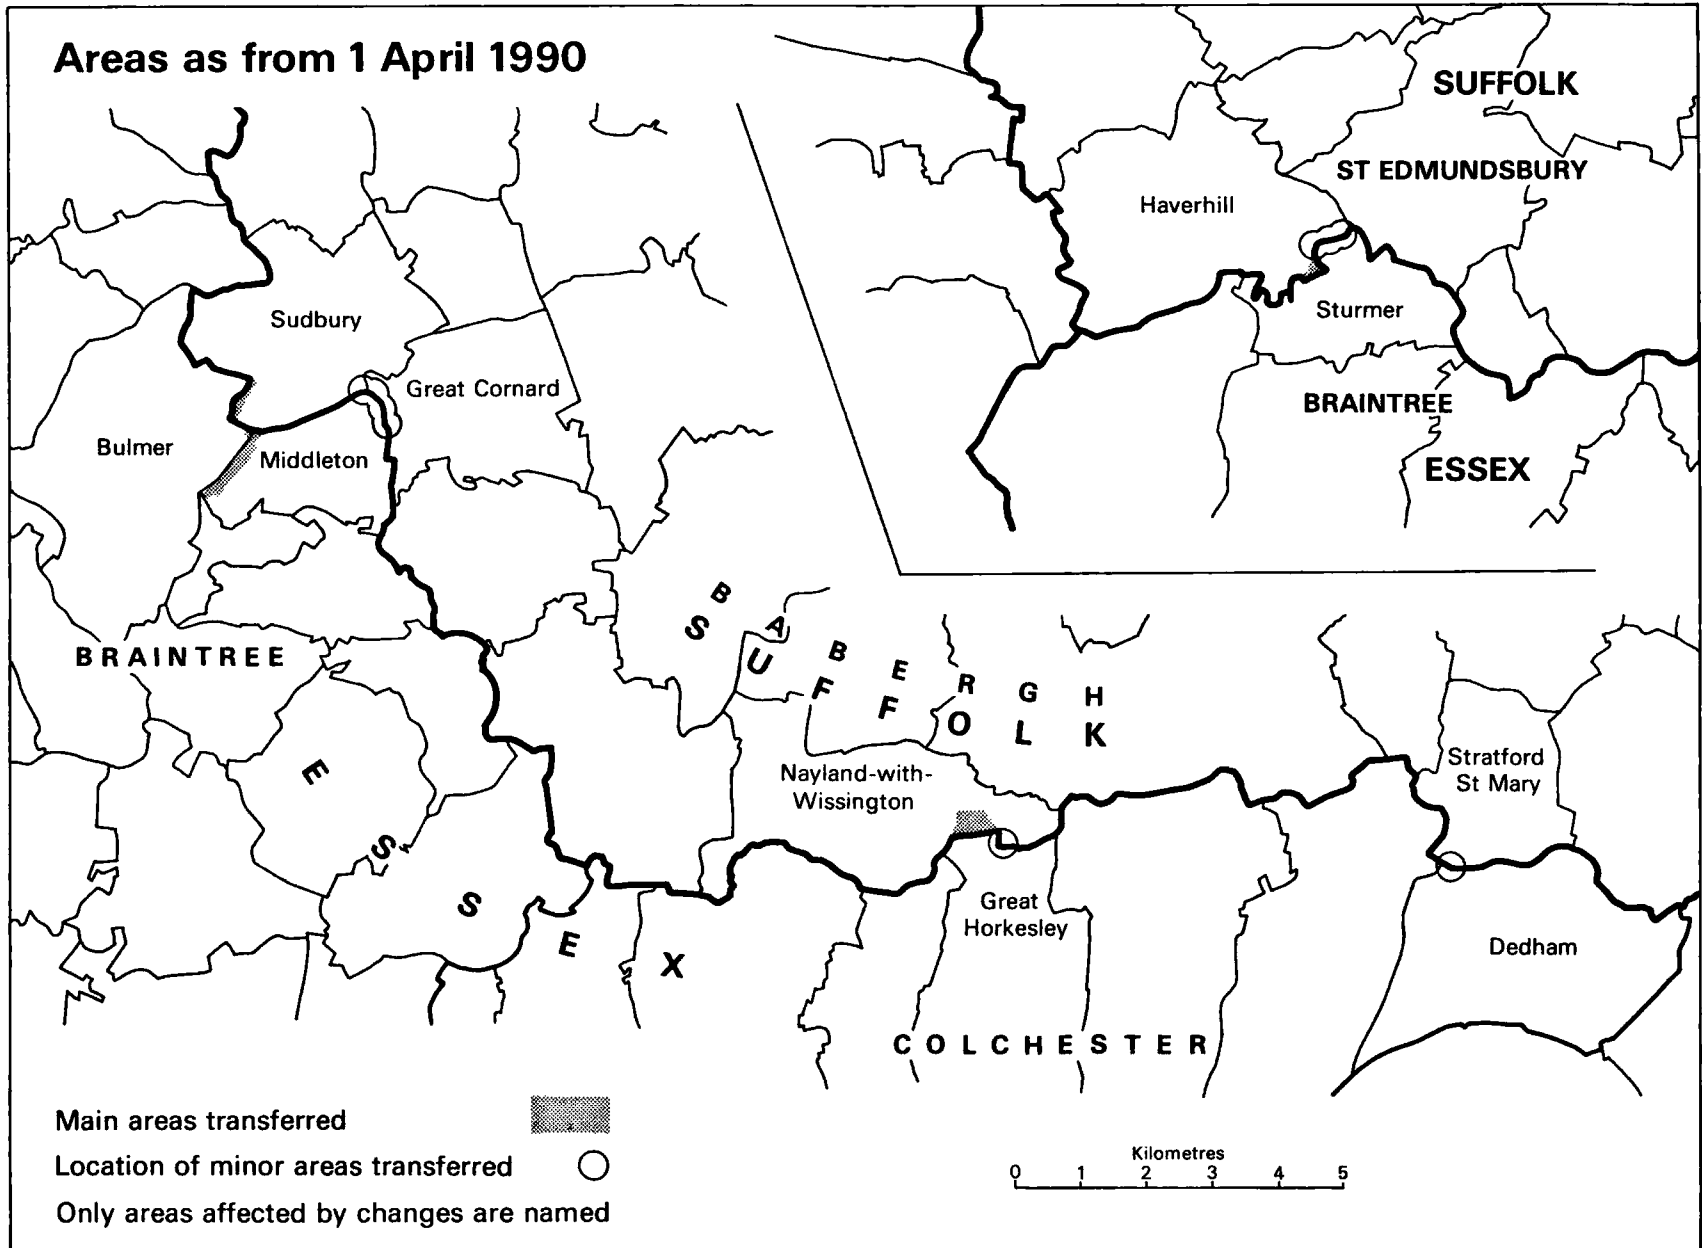 Areas as from 1 April 1990
SUFFOLK
ST EDMUNDSBURY
Haverhill
Sturmer
BRAINTREE
ESSEX
Sudbury
Great Cornard
Bulmer
Middleton
BRAINTREE
BABERGH
SUFFOLK
ESSEX
Nayland-with-
Wissington
Stratford
St Mary
Great
Horkesley
Dedham
COLCHESTER
Main areas transferred
Location of minor areas transferred
Only areas affected by changes are named
Kilometres
0 1 2 3 4 5